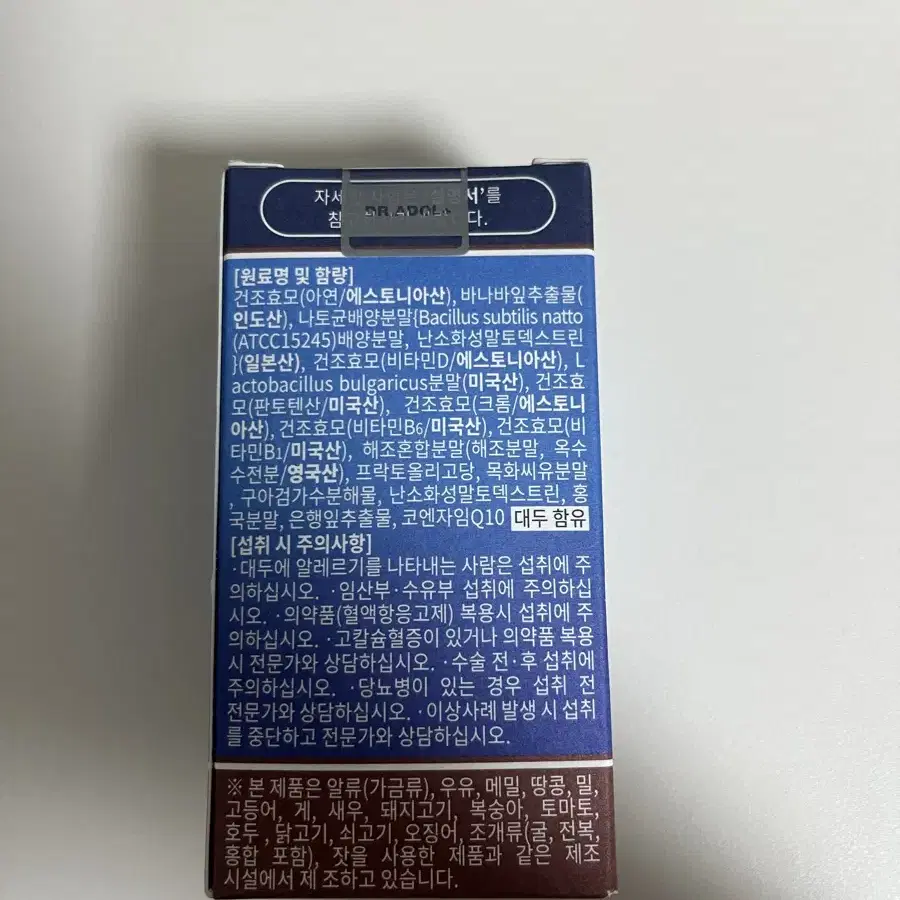 자세
서'를
DR.ADOL+
다.
[원료명 및 함량]
건조효모(아연/에스토니아산), 바나바잎추출물(
인도산), 나토균배양분말{Bacillus subtilis natto
(ATCC15245)배양분말, 난소화성말토덱스트린
}(일본산), 건조효모(비타민D/에스토니아산), L
actobacillus bulgaricus분말(미국산), 건조효
모(판토텐산/미국산), 건조효모(크롬/에스토니
아산), 건조효모(비타민B6/미국산), 건조효모(비
타민B1/미국산), 해조혼합분말(해조분말, 옥수
수전분/영국산), 프락토올리고당, 목화씨유분말
, 구아검가수분해물, 난소화성말토덱스트린, 홍
국분말, 은행잎추출물, 코엔자임Q10 대두 함유
[섭취 시 주의사항]
·대두에 알레르기를 나타내는 사람은 섭취에 주
의하십시오. ·임산부·수유부 섭취에 주의하십
시오. ·의약품(혈액항응고제) 복용시 섭취에 주
의하십시오. ·고칼슘혈증이 있거나 의약품 복용
시 전문가와 상담하십시오. ·수술 전·후 섭취에
주의하십시오. ·당뇨병이 있는 경우 섭취 전
전문가와 상담하십시오. ·이상사례 발생 시 섭취
를 중단하고 전문가와 상담하십시오.
※ 본 제품은 알류(가금류), 우유, 메밀, 땅콩, 밀,
고등어, 게, 새우, 돼지고기, 복숭아, 토마토,
호두, 닭고기, 쇠고기, 오징어, 조개류(굴, 전복,
홍합 포함), 잣을 사용한 제품과 같은 제조
시설에서 제 조하고 있습니다.